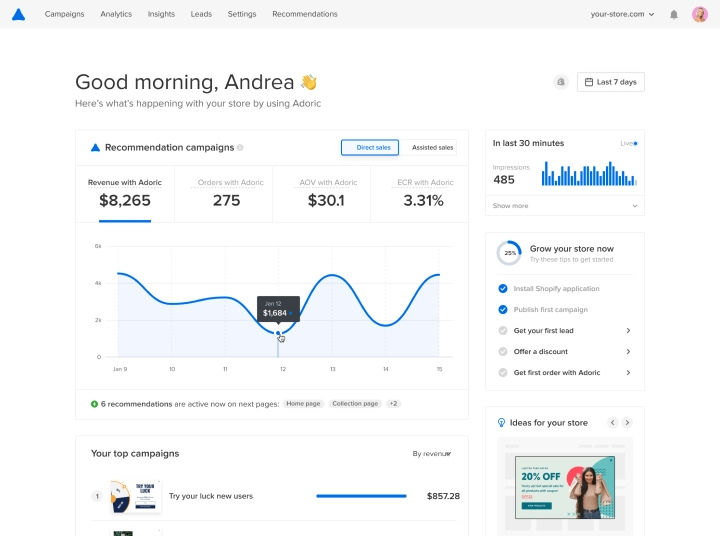 Campaigns Analytics Insights Leads Settings Recommendations your-store.com
Good morning, Andrea
Here's what's happening with your store by using Adoric
Last 7 days
Recommendation campaigns
Direct sales
Assisted sales
Revenue with Adoric
$8,265
Orders with Adoric
275
AOV with Adoric
$30.1
ECR with Adoric
3.31%
6k
4k
2k
0
Jan 12
$1,684
Jan 9 10 11 12 13 14 15
6 recommendations are active now on next pages: Home page Collection page +2
Your top campaigns
By revenue
1
TRY YOUR
LUCK
Try your luck new users
$857.28
In last 30 minutes
Live
Impressions
485
Show more
25%
Grow your store now
Try these tips to get started
Install Shopify application
Publish first campaign
Get your first lead
Offer a discount
Get first order with Adoric
Ideas for your store
20% OFF